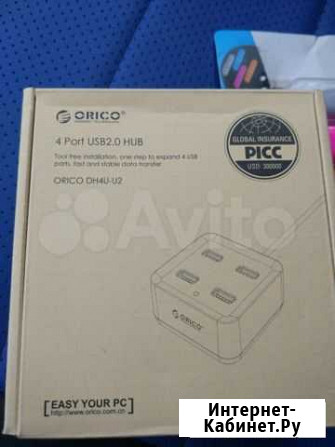 ORICO®
4 Port USB2.0 HUB
Tool free installation, one step to expand 4 USB
ports, fast and stable data transfer
ORICO DH4U-U2
GLOBAL INSURANCE
PICC
USD 300000
Avito
ORICO
[EASY YOUR PC]
http://www.orico.com.cn
Интернет-
Кабинет.Ру